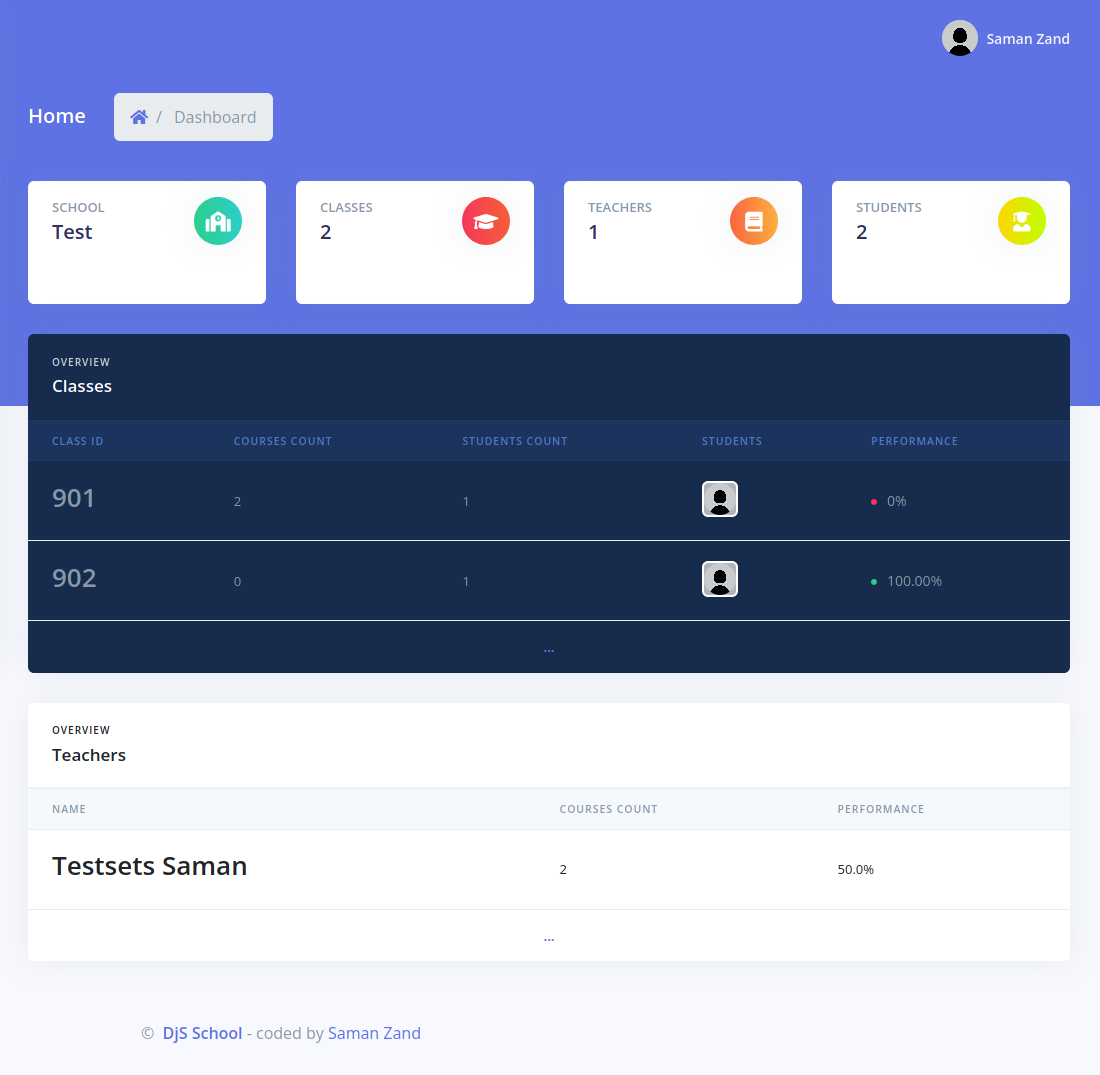 Saman Zand
Home / Dashboard
SCHOOL
Test
CLASSES
2
TEACHERS
1
STUDENTS
2
OVERVIEW
Classes
CLASS ID COURSES COUNT STUDENTS COUNT STUDENTS PERFORMANCE
901 2 1 0%
902 0 1 100.00%
...
OVERVIEW
Teachers
NAME COURSES COUNT PERFORMANCE
Testsets Saman 2 50.0%
...
© DjS School - coded by Saman Zand